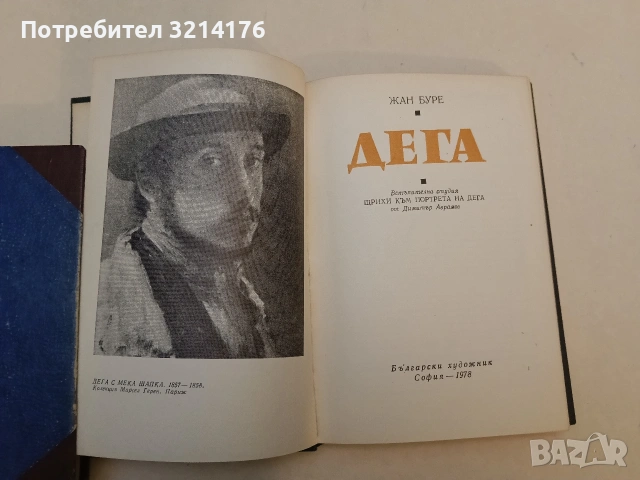 Потребител 3214176
ЖАН БУРЕ
ДЕГА
Встъпителна студия
ЩРИХИ КЪМ ПОРТРЕТА НА ДЕГА
от Димитър Аврамов
Български художник
София — 1978
ДЕГА С МЕКА ШАПКА. 1857—1858.
Колекция Марсел Герен. Париж
BAZAR